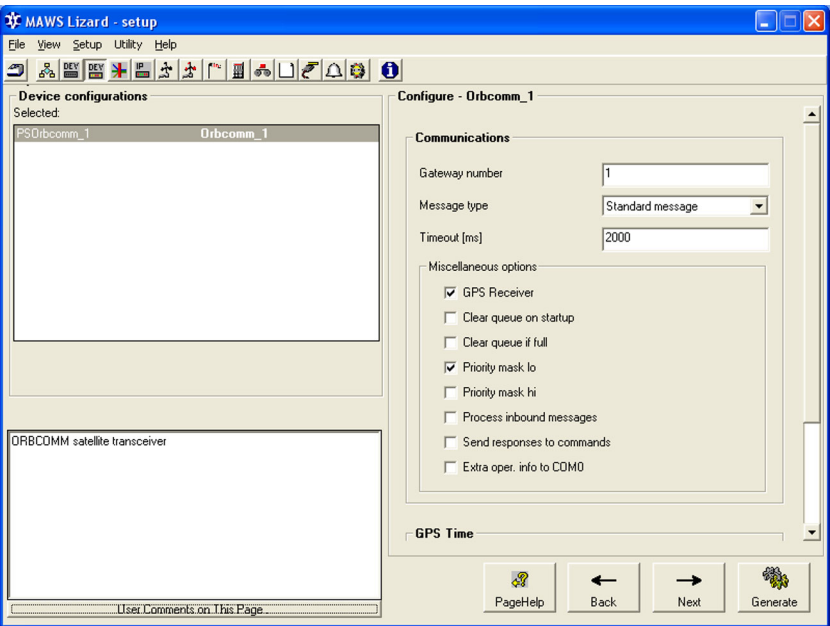 MAWS Lizard - setup
File View Setup Utility Help
DEV DEV IP
Device configurations
Selected:
PSOrbcomm_1 Orbcomm_1
ORBCOMM satellite transceiver
User Comments on This Page .
Configure - Orbcomm_1
Communications
Gateway number 1
Message type Standard message
Timeout [ms] 2000
Miscellaneous options
GPS Receiver
Clear queue on startup
Clear queue if full
Priority mask lo
Priority mask hi
Process inbound messages
Send responses to commands
Extra oper. info to COM0
GPS Time
PageHelp Back Next Generate